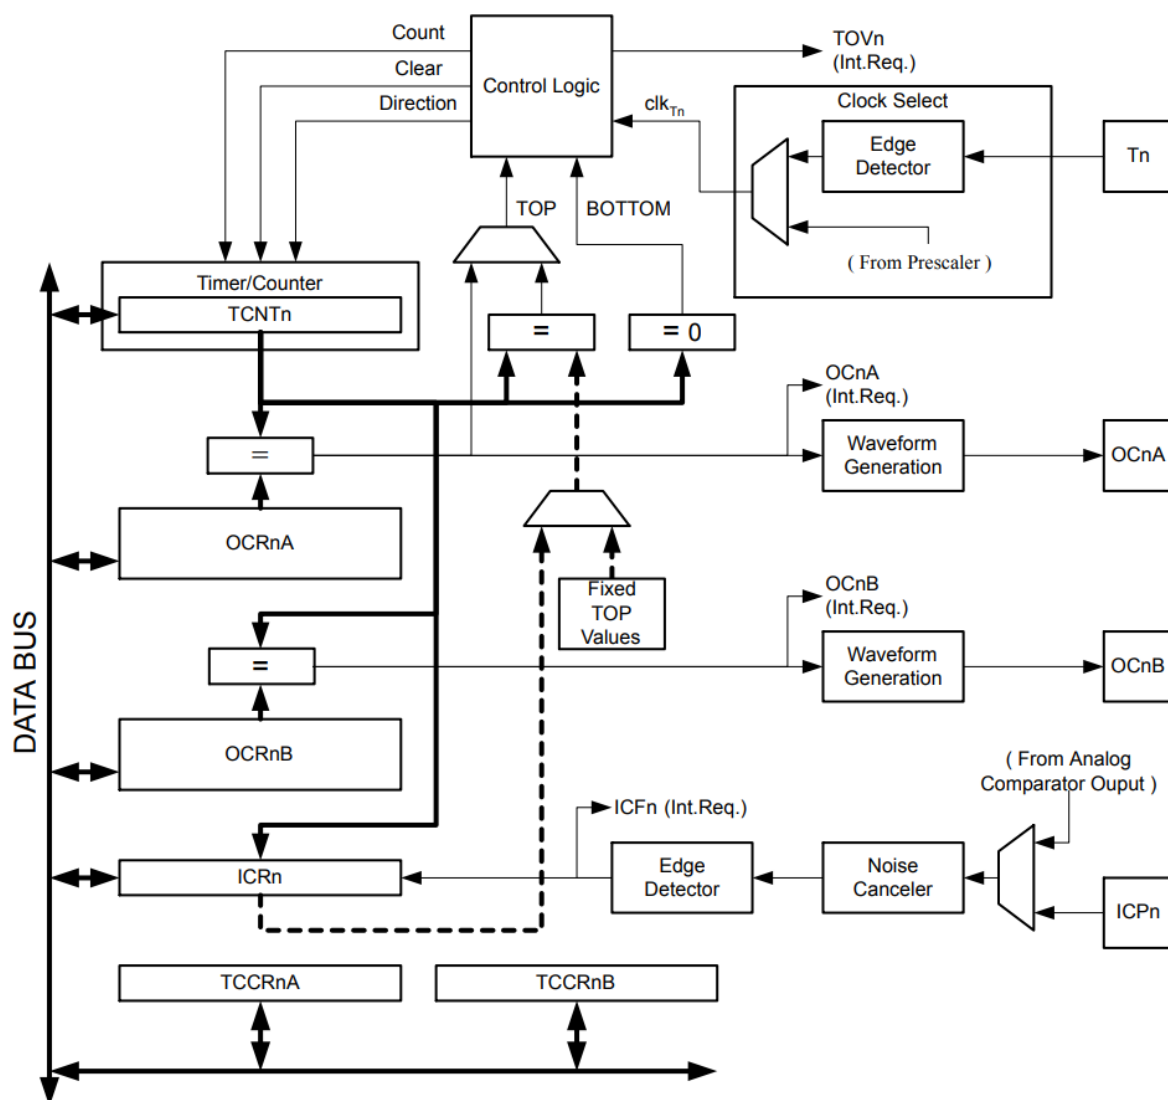 Count
Clear
Direction
Control Logic
TOVn
(Int.Req.)
clkTn
Clock Select
Edge
Detector
Tn
( From Prescaler )
TOP
BOTTOM
Timer/Counter
TCNTn
=
= 0
OCnA
(Int.Req.)
=
Waveform
Generation
OCnA
OCRnA
Fixed
TOP
Values
OCnB
(Int.Req.)
=
Waveform
Generation
OCnB
DATA BUS
OCRnB
( From Analog
Comparator Ouput )
ICFn (Int.Req.)
ICRn
Edge
Detector
Noise
Canceler
ICPn
TCCRnA
TCCRnB